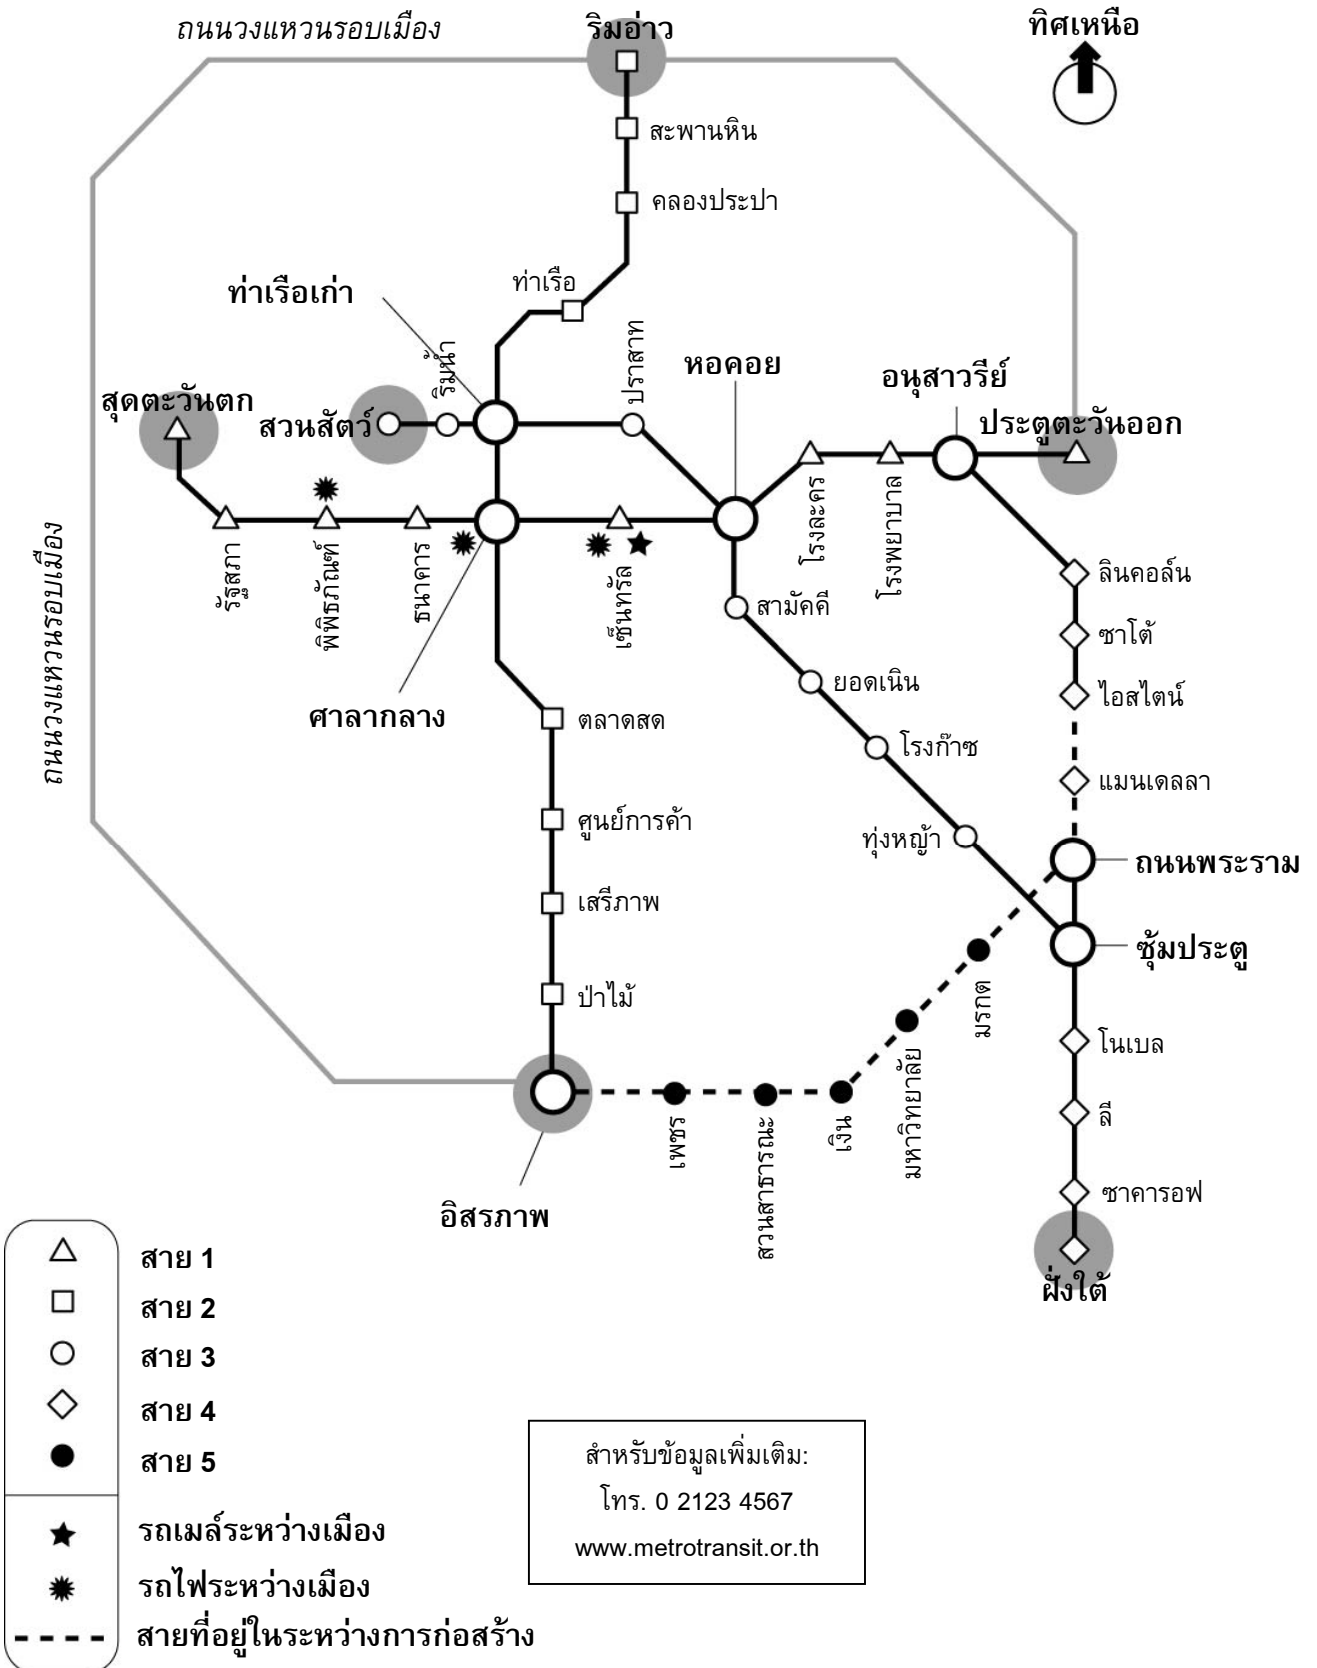 ถนนวงแหวนรอบเมือง
ริมอ่าว
ทิศเหนือ
สะพานหิน
คลองประปา
ท่าเรือ
ท่าเรือเก่า
ริมน้ำ
ปราสาท
หอคอย
อนุสาวรีย์
สุดตะวันตก
สวนสัตว์
ประตูตะวันออก
ถนนวงแหวนรอบเมือง
รัฐสภา
พิพิธภัณฑ์
ธนาคาร
เซ็นทรัล
โรงละคร
โรงพยาบาล
ลินคอล์น
สามัคคี
ซาโต้
ยอดเนิน
ไอสไตน์
ศาลากลาง
ตลาดสด
โรงก๊าซ
แมนเดลลา
ศูนย์การค้า
ทุ่งหญ้า
ถนนพระราม
เสรีภาพ
ซุ้มประตู
ป่าไม้
มรกต
โนเบล
มหาวิทยาลัย
เพชร
สวนสาธารณะ
เงิน
ลี
ซาคารอฟ
อิสรภาพ
ฝั่งใต้
สาย 1
สาย 2
สาย 3
สาย 4
สาย 5
รถเมล์ระหว่างเมือง
รถไฟระหว่างเมือง
สายที่อยู่ในระหว่างการก่อสร้าง
สำหรับข้อมูลเพิ่มเติม:
โทร. 0 2123 4567
www.metrotransit.or.th